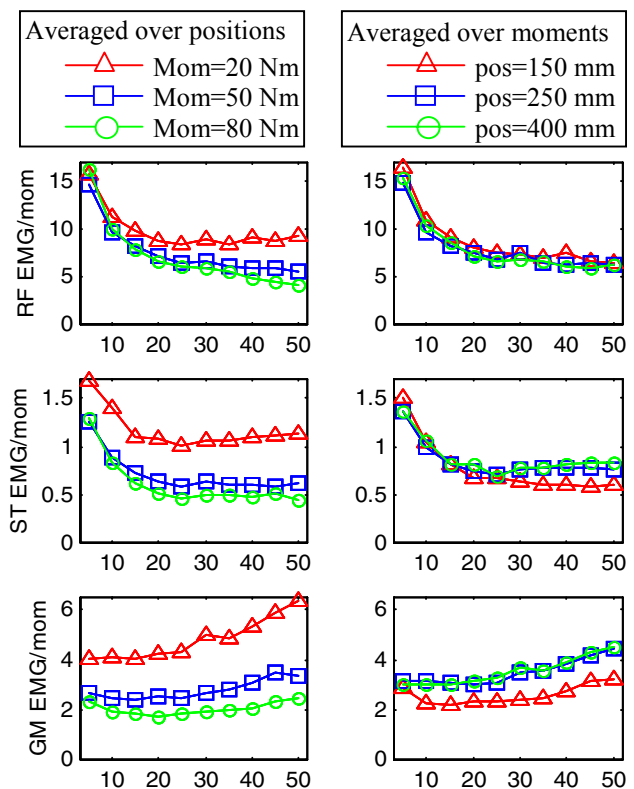 Averaged over positions
Mom=20 Nm
Mom=50 Nm
Mom=80 Nm
Averaged over moments
pos=150 mm
pos=250 mm
pos=400 mm
RF EMG/mom
15
10
5
0
10 20 30 40 50
15
10
5
0
10 20 30 40 50
ST EMG/mom
1.5
1
0.5
0
10 20 30 40 50
1.5
1
0.5
0
10 20 30 40 50
GM EMG/mom
6
4
2
0
10 20 30 40 50
6
4
2
0
10 20 30 40 50